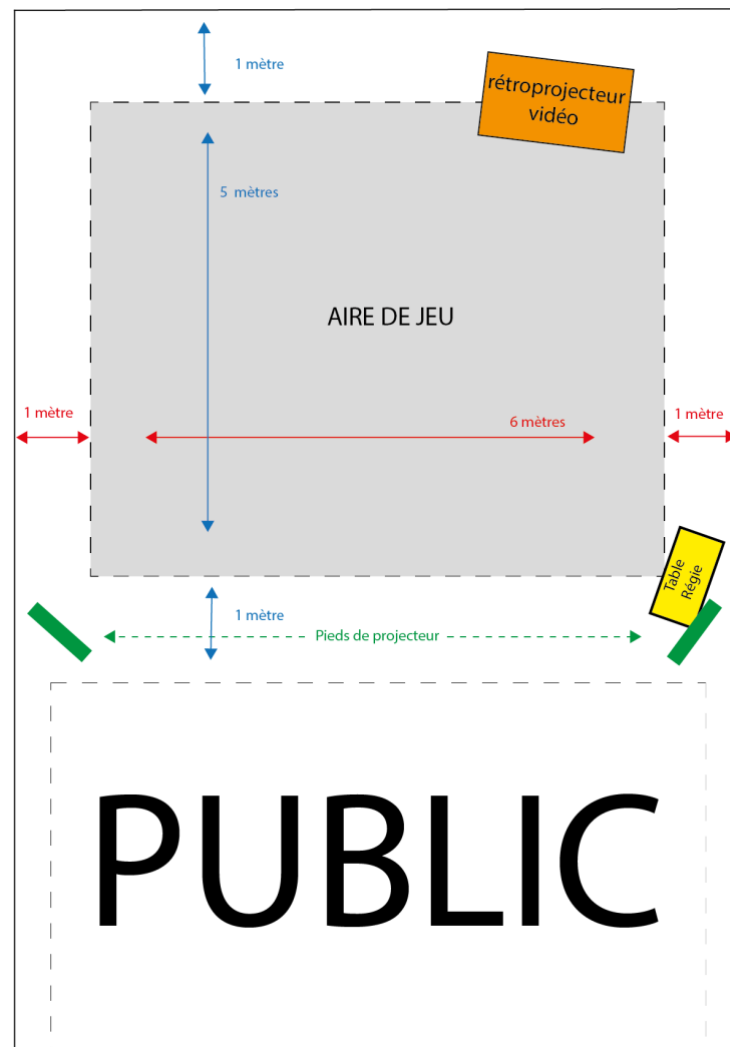 1 mètre
rétroprojecteur
vidéo
5 mètres
AIRE DE JEU
1 mètre
6 mètres
1 mètre
Table
Régie
1 mètre
Pieds de projecteur
PUBLIC